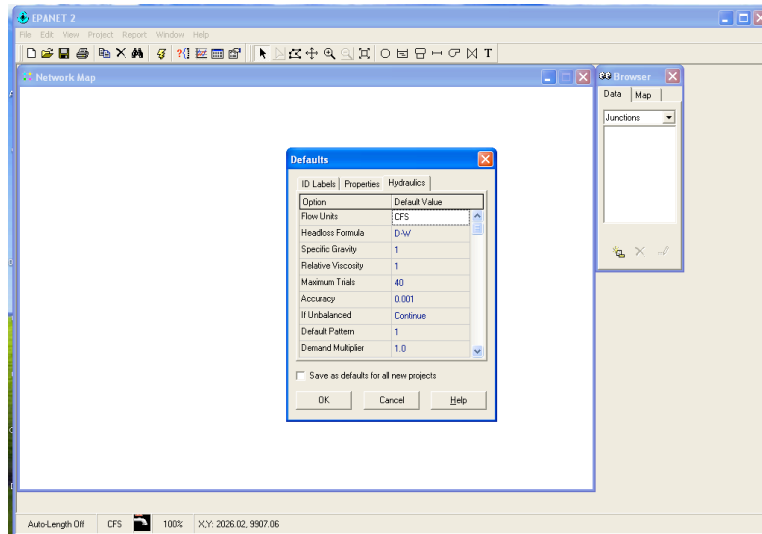 EPANET 2
File Edit View Project Report Window Help
T
Network Map
Browser
Data Map
Junctions
Defaults
ID Labels Properties Hydraulics
Option Default Value
Flow Units CFS
Headloss Formula D-W
Specific Gravity 1
Relative Viscosity 1
Maximum Trials 40
Accuracy 0.001
If Unbalanced Continue
Default Pattern 1
Demand Multiplier 1.0
Save as defaults for all new projects
OK Cancel Help
Auto-Length Off CFS 100% X,Y: 2026.02, 9907.06